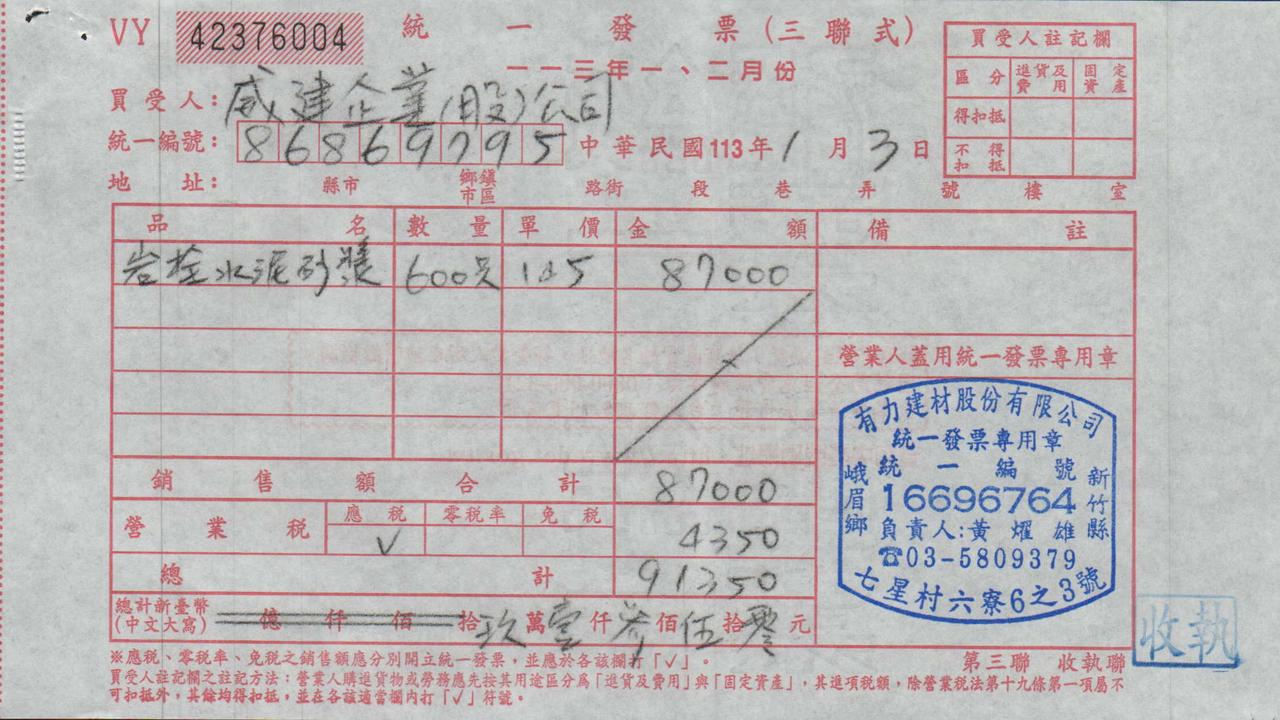 VY 42376004 統一發票(三聯式)
一一三年一、二月份
買受人註記欄
區分 進貨及費用 固定資產
得扣抵
不得扣抵
買受人:威建企業(股)公司
統一編號:86869795 中華民國113年1月3日
地址: 縣市 鄉鎮市區 路街 段 巷 弄 號 樓 室
品名 數量 單價 金額 備註
岩栓水泥砂漿 600只 145 87000
營業人蓋用統一發票專用章
有力建材股份有限公司
統一發票專用章
統一編號
16696764
負責人:黃燿雄
☎03-5809379
新竹縣
峨眉鄉
七星村六寮6之3號
銷售額合計 87000
營業稅 應稅 零稅率 免稅
√ 4350
總計 91350
總計新臺幣(中文大寫) 億仟佰拾玖萬壹仟參佰伍拾零元
※應稅、零稅率、免稅之銷售額應分別開立統一發票,並應於各該欄打「√」。
第三聯 收執聯
收執
買受人註記欄之註記方法:營業人購進貨物或勞務應先按其用途區分為「進貨及費用」與「固定資產」,其進項稅額,除營業稅法第十九條第一項屬不
可扣抵外,其餘均得扣抵,並在各該適當欄內打「√」符號。